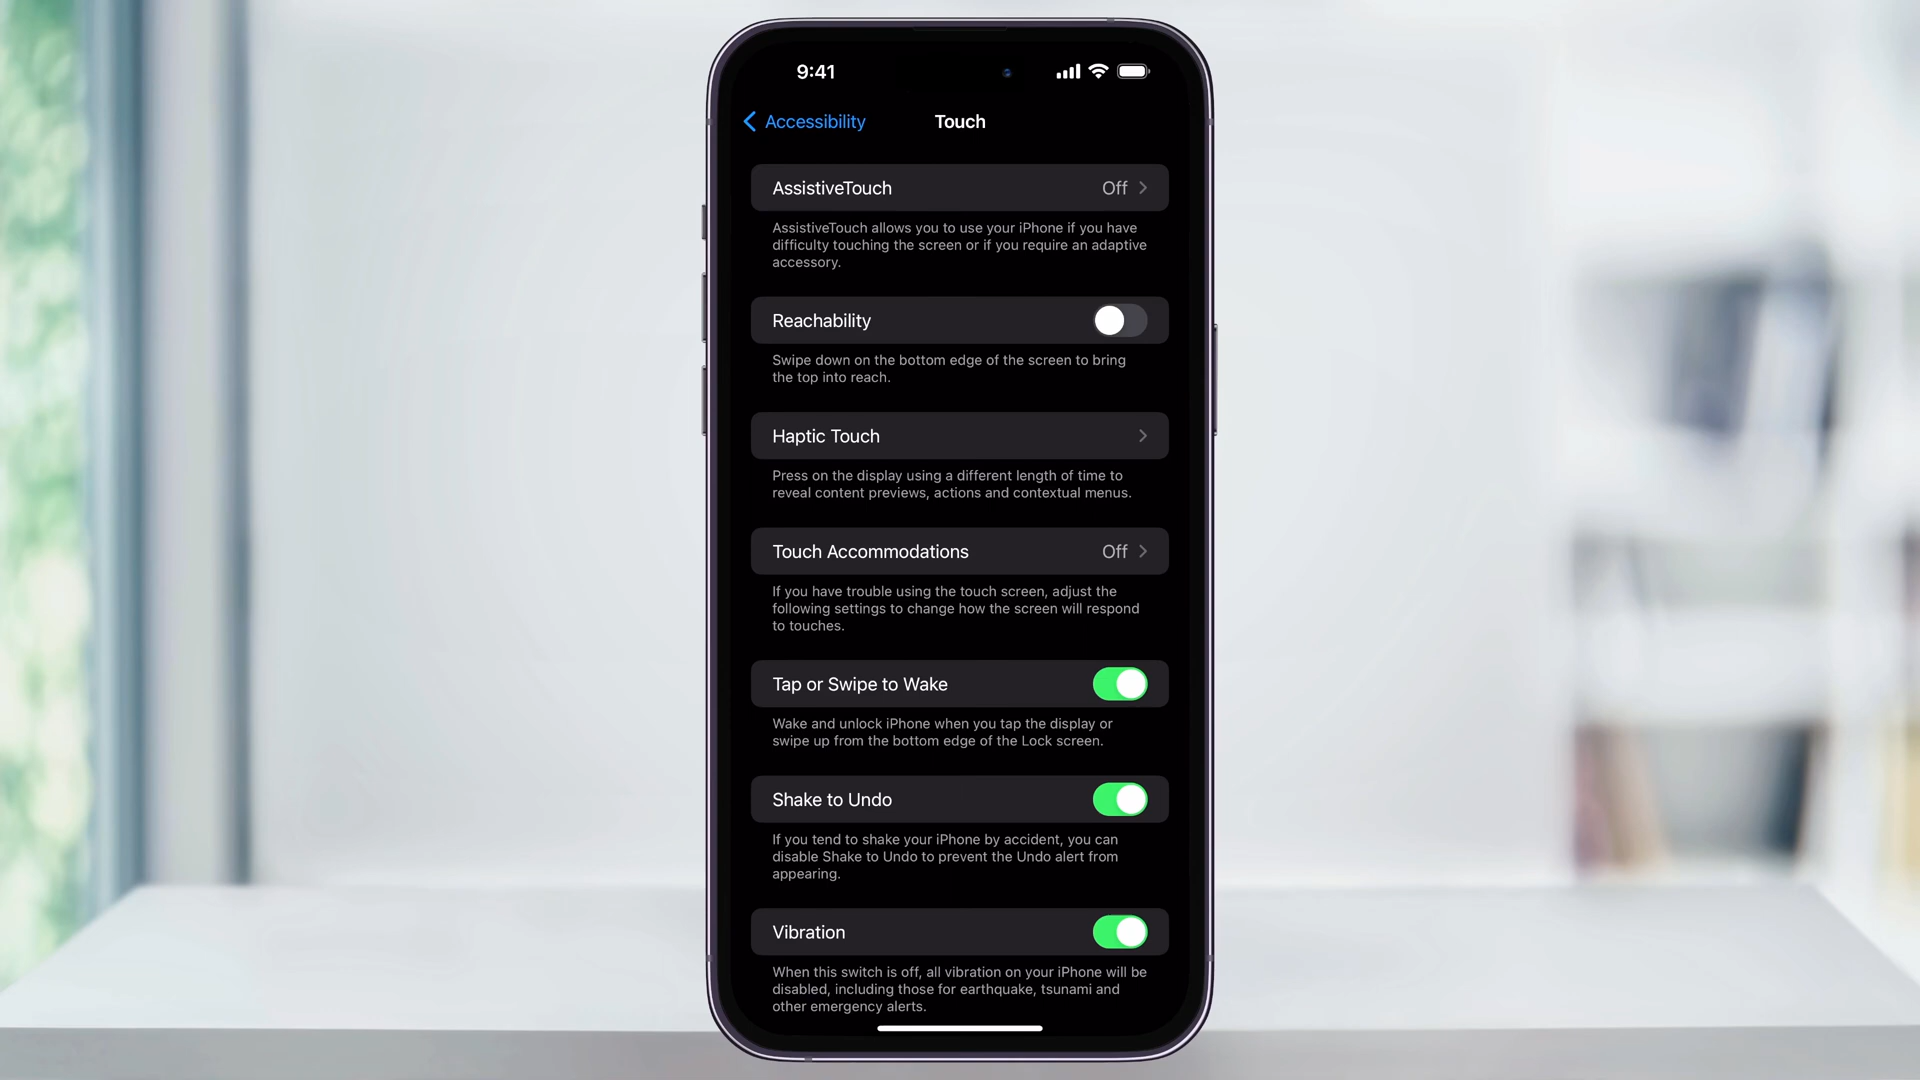 9:41
Accessibility
Touch
AssistiveTouch Off
AssistiveTouch allows you to use your iPhone if you have
difficulty touching the screen or if you require an adaptive
accessory.
Reachability
Swipe down on the bottom edge of the screen to bring
the top into reach.
Haptic Touch
Press on the display using a different length of time to
reveal content previews, actions and contextual menus.
Touch Accommodations Off
If you have trouble using the touch screen, adjust the
following settings to change how the screen will respond
to touches.
Tap or Swipe to Wake
Wake and unlock iPhone when you tap the display or
swipe up from the bottom edge of the Lock screen.
Shake to Undo
If you tend to shake your iPhone by accident, you can
disable Shake to Undo to prevent the Undo alert from
appearing.
Vibration
When this switch is off, all vibration on your iPhone will be
disabled, including those for earthquake, tsunami and
other emergency alerts.